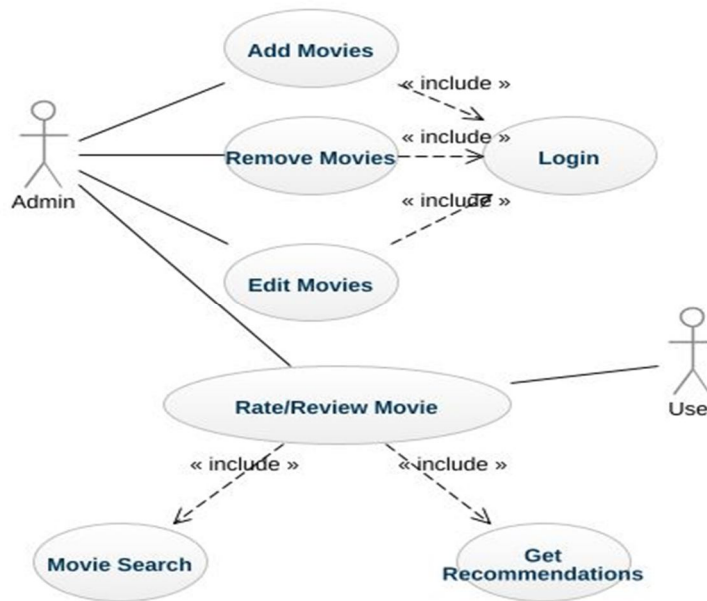 Add Movies
« include »
Admin
Remove Movies
« include »
Login
« include »
Edit Movies
Rate/Review Movie
Use
« include »
« include »
Movie Search
Get
Recommendations